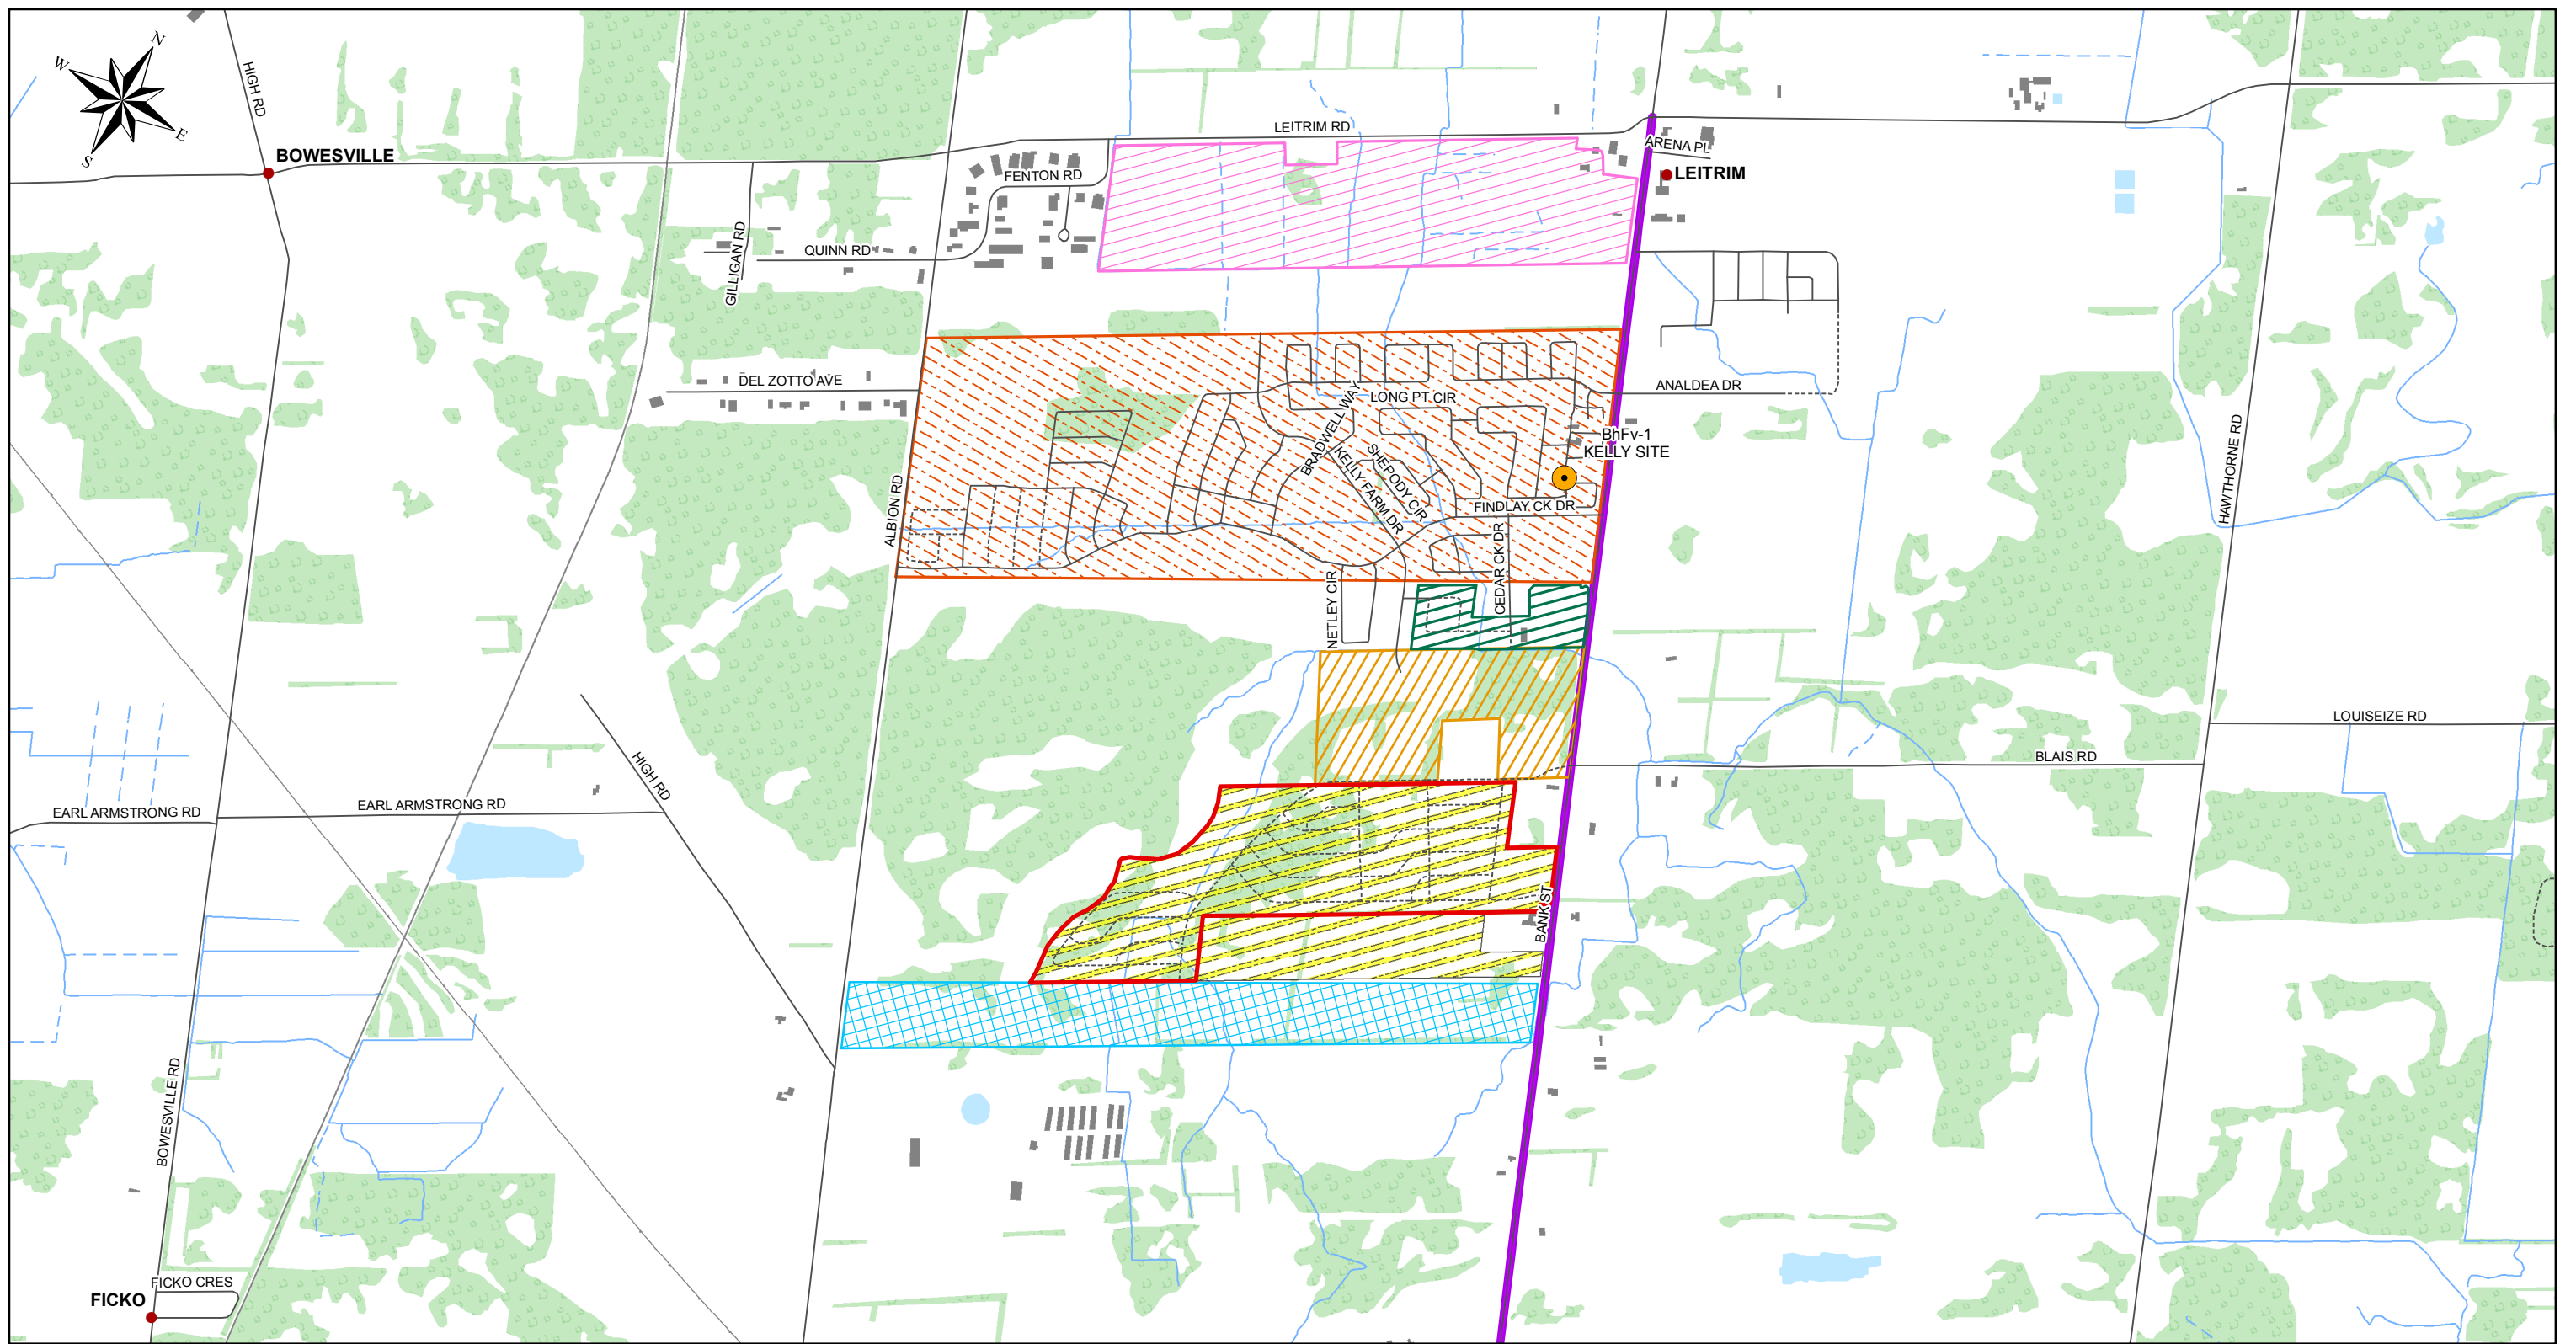 N
W
E
S
HIGH RD
BOWESVILLE
LEITRIM RD
ARENA PL
LEITRIM
FENTON RD
GILLIGAN RD
QUINN RD
DEL ZOTTO AVE
ANALDEA DR
LONG PT CIR
BRADWELL WAY
BhFv-1
KELLY SITE
SHEPODY CIR
KELLY FARM DR
FINDLAY CK DR
ALBION RD
HAWTHORNE RD
CEDAR CK DR
NETLEY CIR
LOUISEIZE RD
BLAIS RD
HIGH RD
EARL ARMSTRONG RD
EARL ARMSTRONG RD
BANK ST
BOWESVILLE RD
FICKO CRES
FICKO